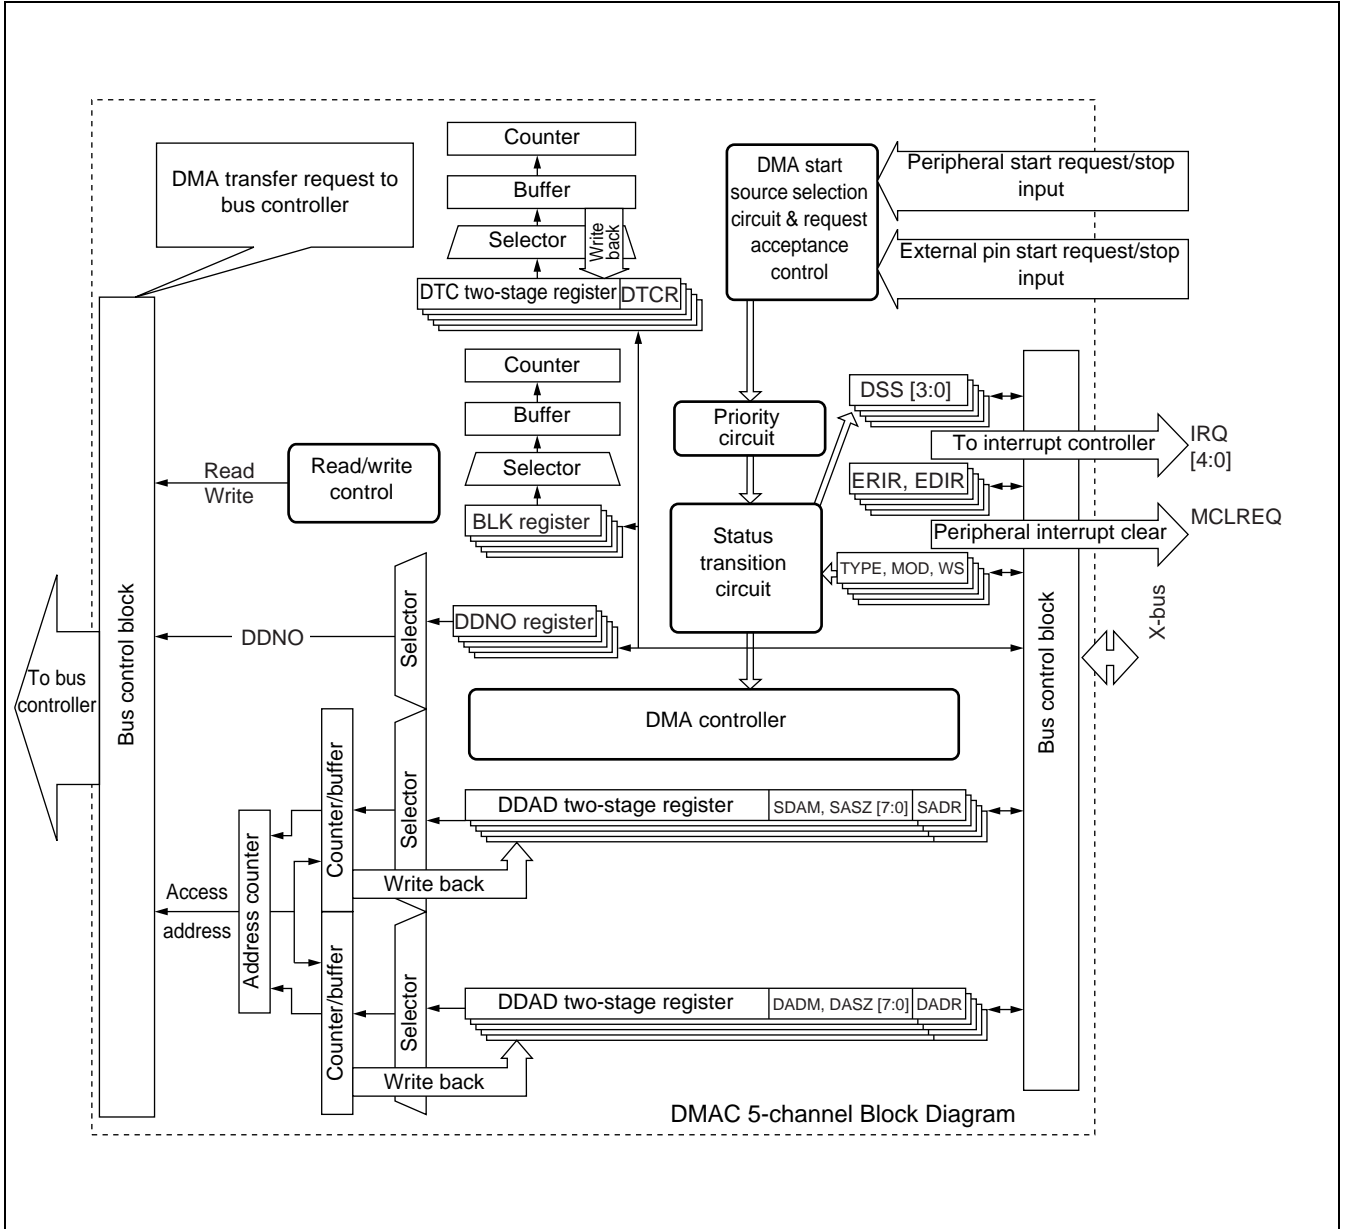 DMA transfer request to
bus controller
Counter
Buffer
Selector
Write
back
DTC two-stage register
DTCR
DMA start
source selection
circuit & request
acceptance
control
Peripheral start request/stop
input
External pin start request/stop
input
Counter
Buffer
Selector
BLK register
Priority
circuit
DSS [3:0]
To interrupt controller
IRQ
[4:0]
ERIR, EDIR
Peripheral interrupt clear
MCLREQ
Read
Write
Read/write
control
Status
transition
circuit
TYPE, MOD, WS
X-bus
Bus control block
Bus control block
To bus
controller
DDNO
Selector
DDNO register
DMA controller
Counter/buffer
Selector
DDAD two-stage register
SDAM, SASZ [7:0]
SADR
Write back
Address counter
Access
address
Counter/buffer
Selector
DDAD two-stage register
DADM, DASZ [7:0]
DADR
Write back
DMAC 5-channel Block Diagram